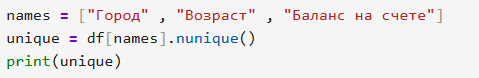 names = ["Город" , "Возраст" , "Баланс на счете"]
unique = df[names].nunique()
print(unique)